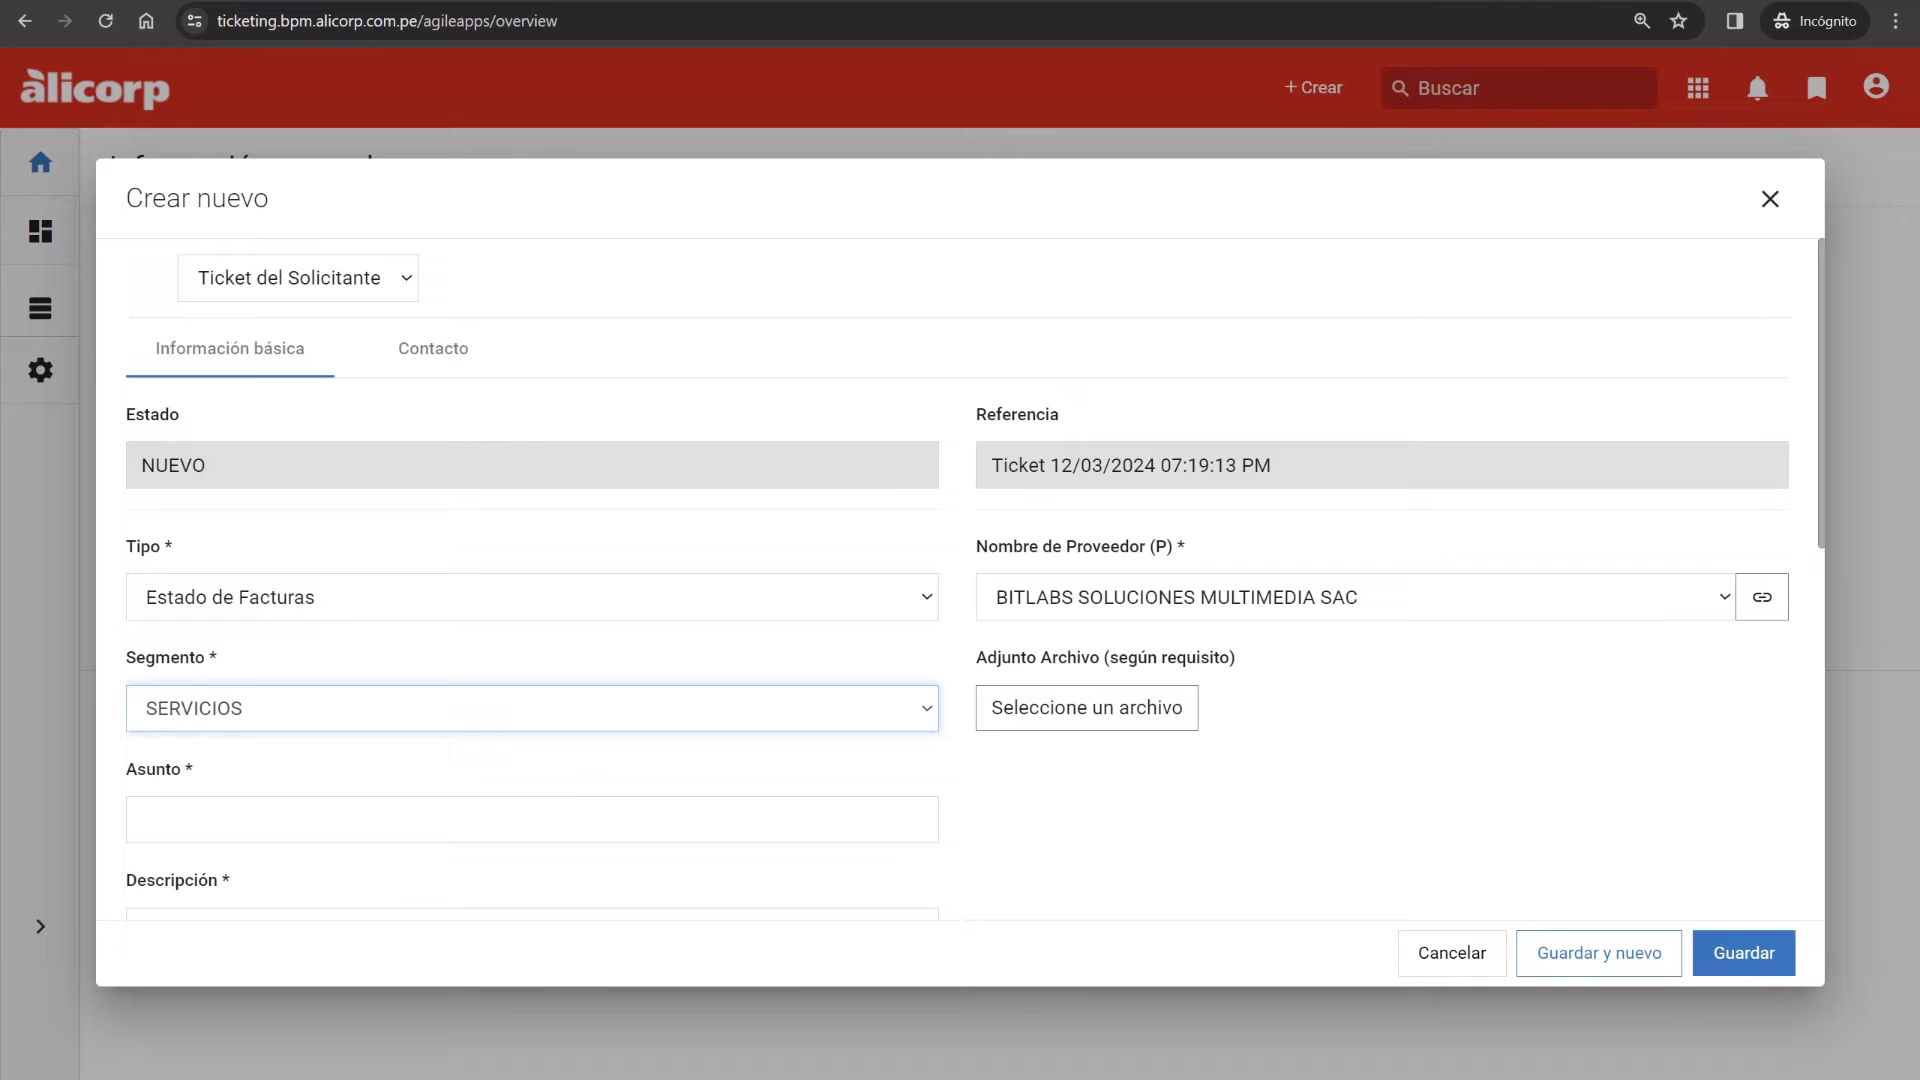 ticketing.bpm.alicorp.com.pe/agileapps/overview
Incógnito
alicorp
+ Crear
Buscar
Crear nuevo
Ticket del Solicitante
Información básica
Contacto
Estado
Referencia
NUEVO
Ticket 12/03/2024 07:19:13 PM
Tipo *
Nombre de Proveedor (P) *
Estado de Facturas
BITLABS SOLUCIONES MULTIMEDIA SAC
Segmento *
Adjunto Archivo (según requisito)
SERVICIOS
Seleccione un archivo
Asunto *
Descripción *
Cancelar
Guardar y nuevo
Guardar